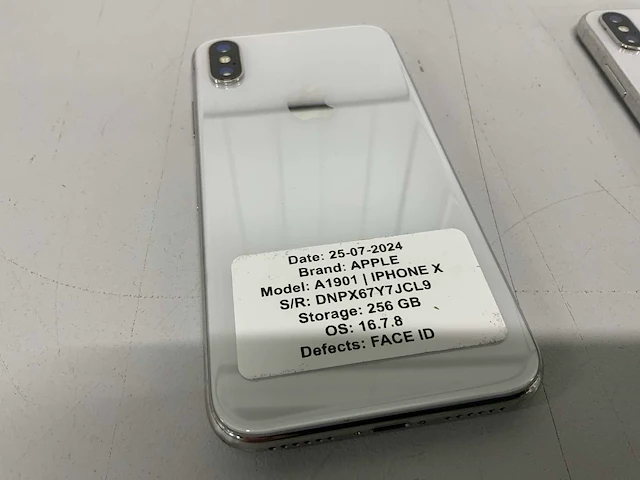 Date: 25-07-2024
Brand: APPLE
Model: A1901 | IPHONE X
S/R: DNPX67Y7JCL9
Storage: 256 GB
OS: 16.7.8
Defects: FACE ID